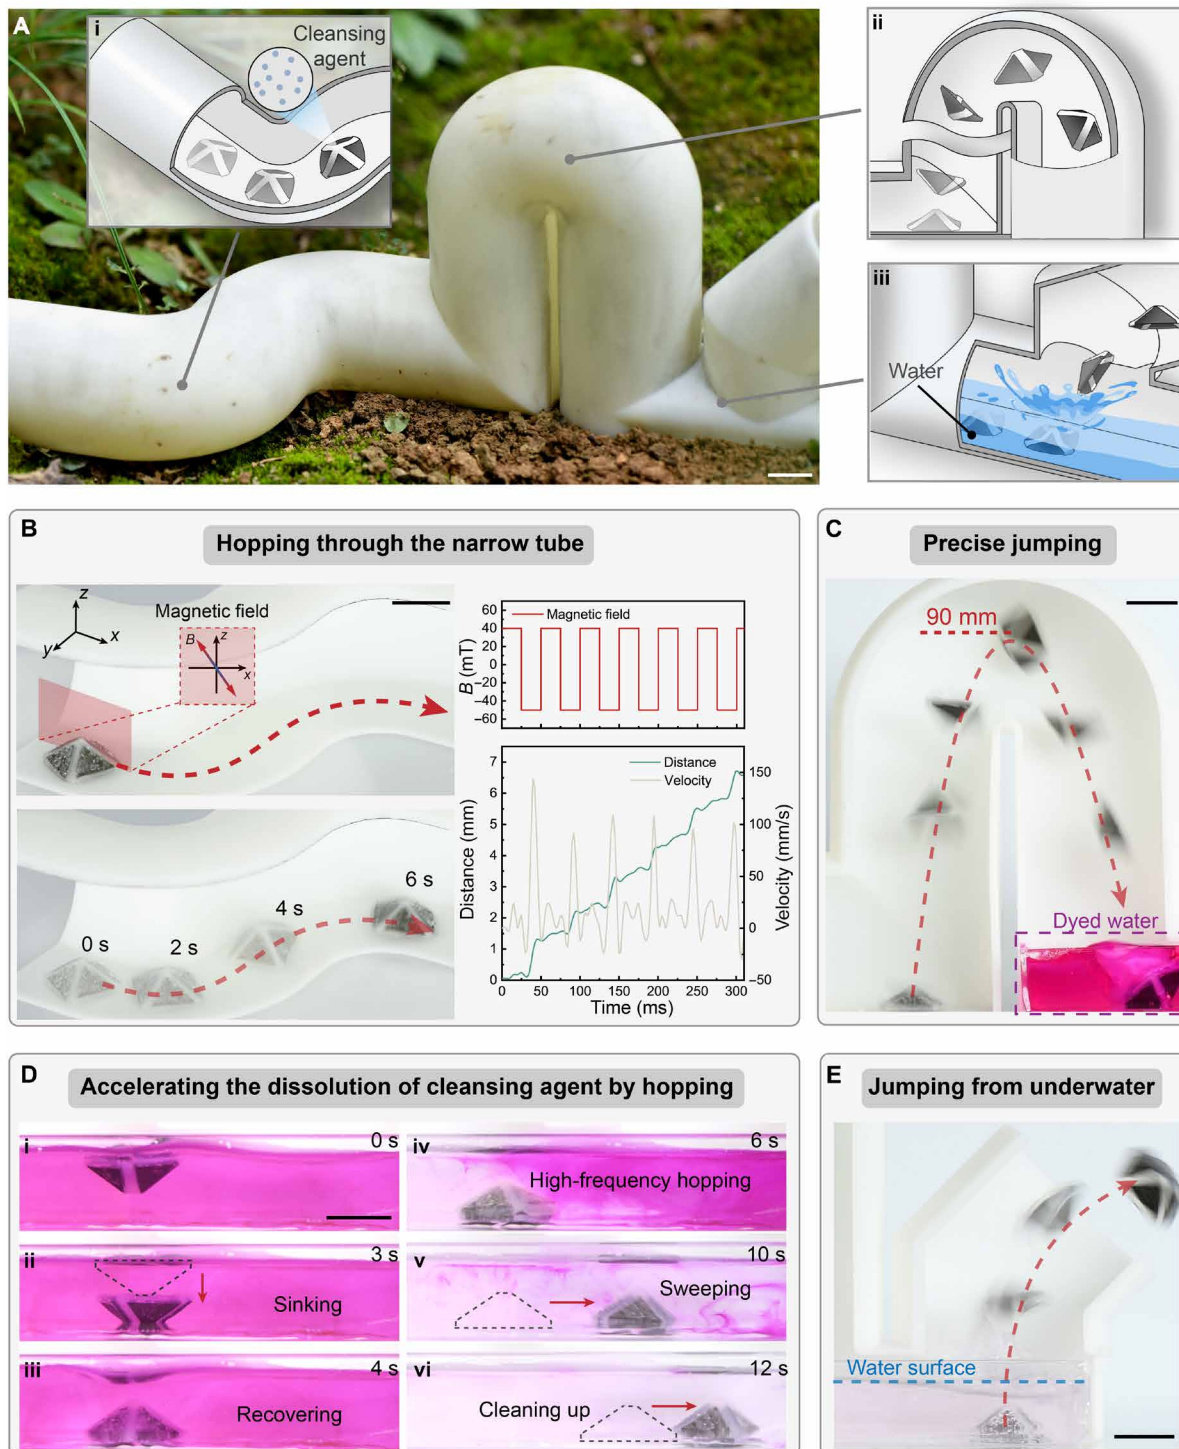 A
i
Cleansing
agent
ii
iii
Water
B
Hopping through the narrow tube
z
y
x
Magnetic field
B
z
x
0 s
2 s
4 s
6 s
60
40
20
0
−20
−40
−60
B (mT)
Magnetic field
7
6
5
4
3
2
1
0
Distance (mm)
Distance
Velocity
150
100
50
0
−50
Velocity (mm/s)
0 50 100 150 200 250 300
Time (ms)
C
Precise jumping
90 mm
Dyed water
D
Accelerating the dissolution of cleansing agent by hopping
i
0 s
ii
3 s
Sinking
iii
4 s
Recovering
iv
6 s
High-frequency hopping
v
10 s
Sweeping
vi
12 s
Cleaning up
E
Jumping from underwater
Water surface